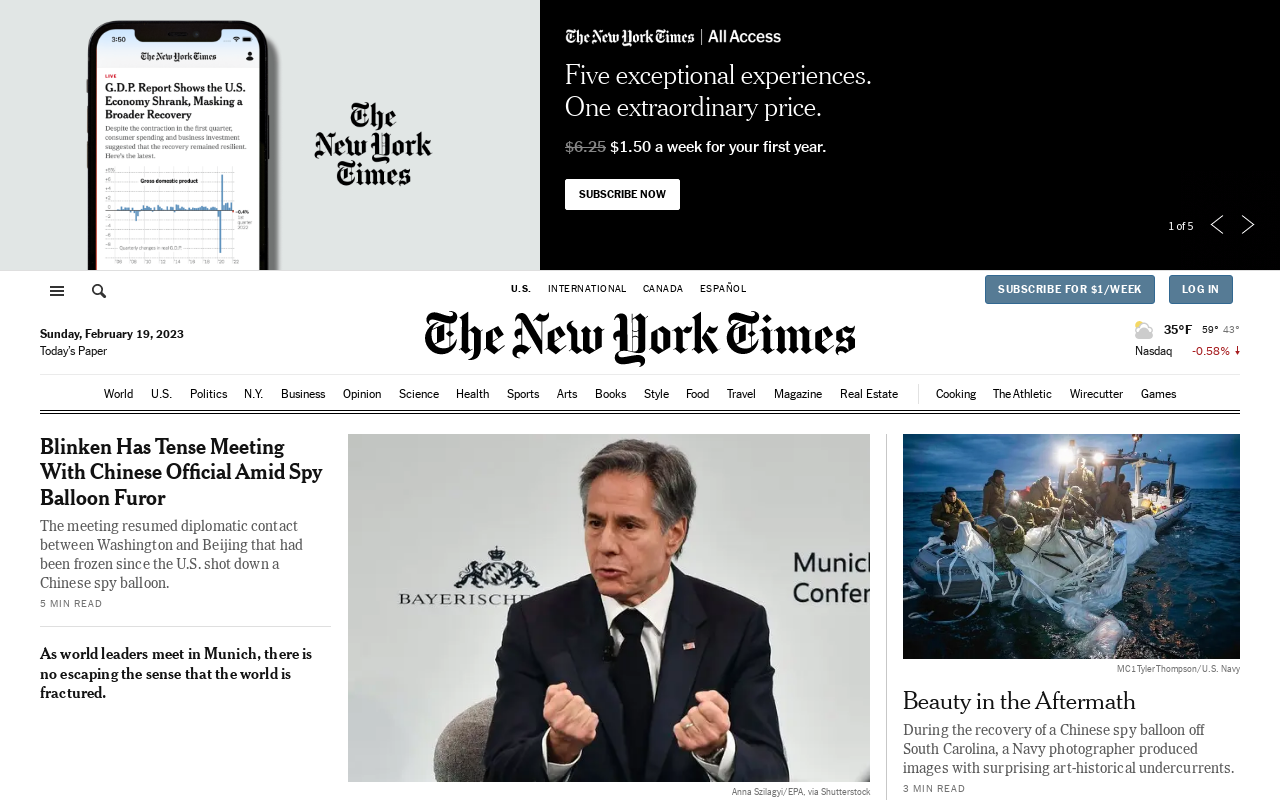 3:50
The New York Times
LIVE
G.D.P. Report Shows the U.S.
Economy Shrank, Masking a
Broader Recovery
Despite the contraction in the first quarter,
consumer spending and business investment
suggested that the recovery remained resilient.
Here's the latest.
Gross domestic product
-0.4%
Quarterly changes in real G.D.P.
The
New York
Times
The New York Times | All Access
Five exceptional experiences.
One extraordinary price.
$6.25 $1.50 a week for your first year.
SUBSCRIBE NOW
1 of 5
U.S. INTERNATIONAL CANADA ESPAÑOL
SUBSCRIBE FOR $1/WEEK LOG IN
Sunday, February 19, 2023
Today's Paper
The New York Times
35°F 59° 43°
Nasdaq -0.58%
World U.S. Politics N.Y. Business Opinion Science Health Sports Arts Books Style Food Travel Magazine Real Estate Cooking The Athletic Wirecutter Games
Blinken Has Tense Meeting
With Chinese Official Amid Spy
Balloon Furor
The meeting resumed diplomatic contact
between Washington and Beijing that had
been frozen since the U.S. shot down a
Chinese spy balloon.
5 MIN READ
As world leaders meet in Munich, there is
no escaping the sense that the world is
fractured.
BAYERISCHE
Munich
Confer
Anna Szilagyi/EPA, via Shutterstock
MC1 Tyler Thompson/U.S. Navy
Beauty in the Aftermath
During the recovery of a Chinese spy balloon off
South Carolina, a Navy photographer produced
images with surprising art-historical undercurrents.
3 MIN READ